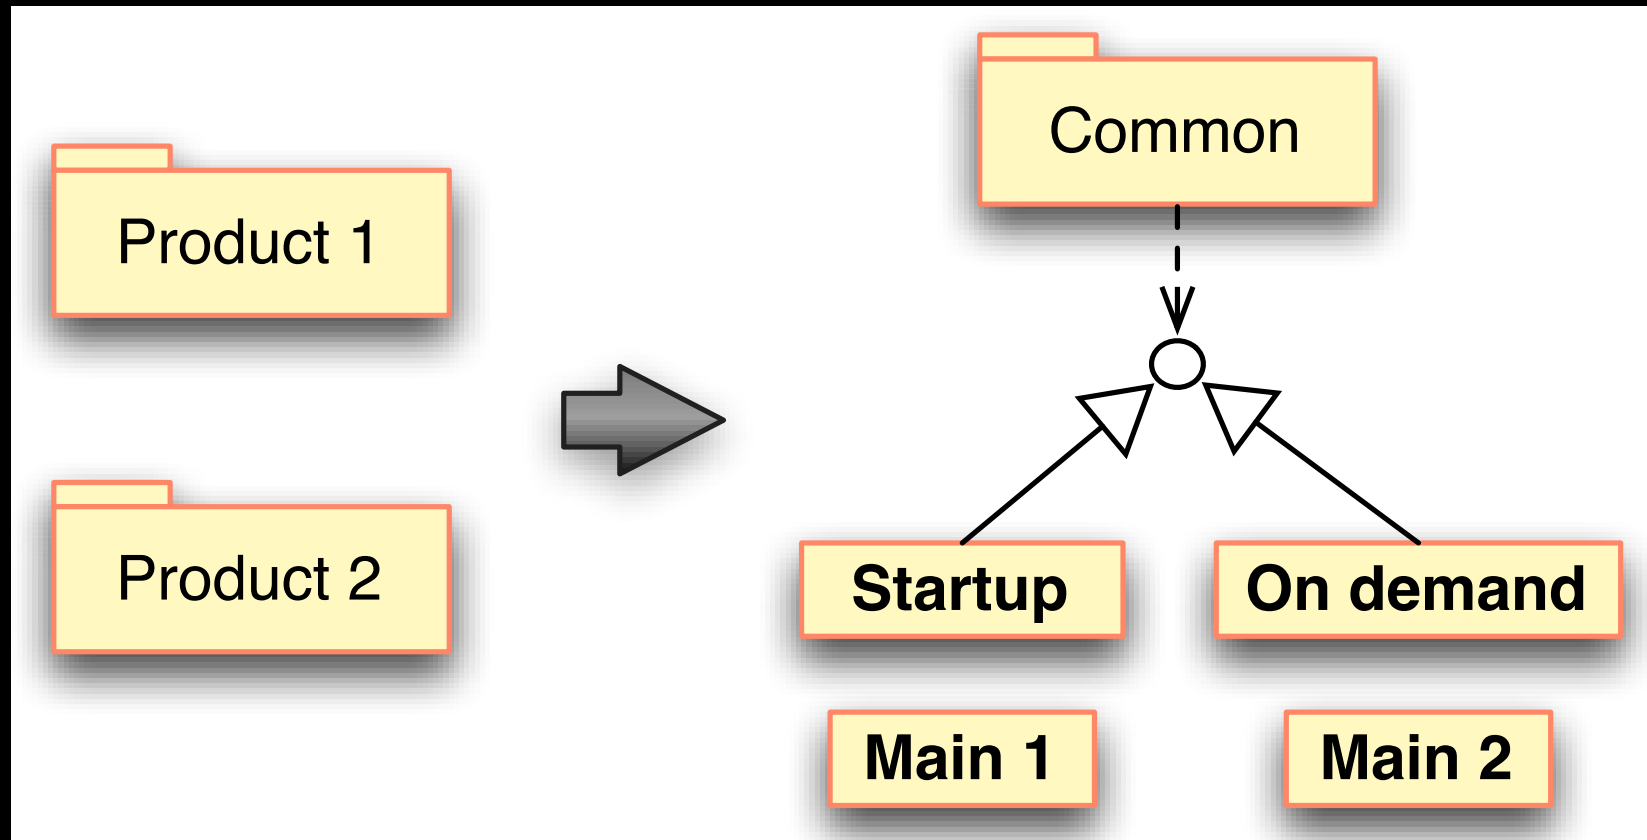 Product 1
Product 2
Common
Startup
On demand
Main 1
Main 2